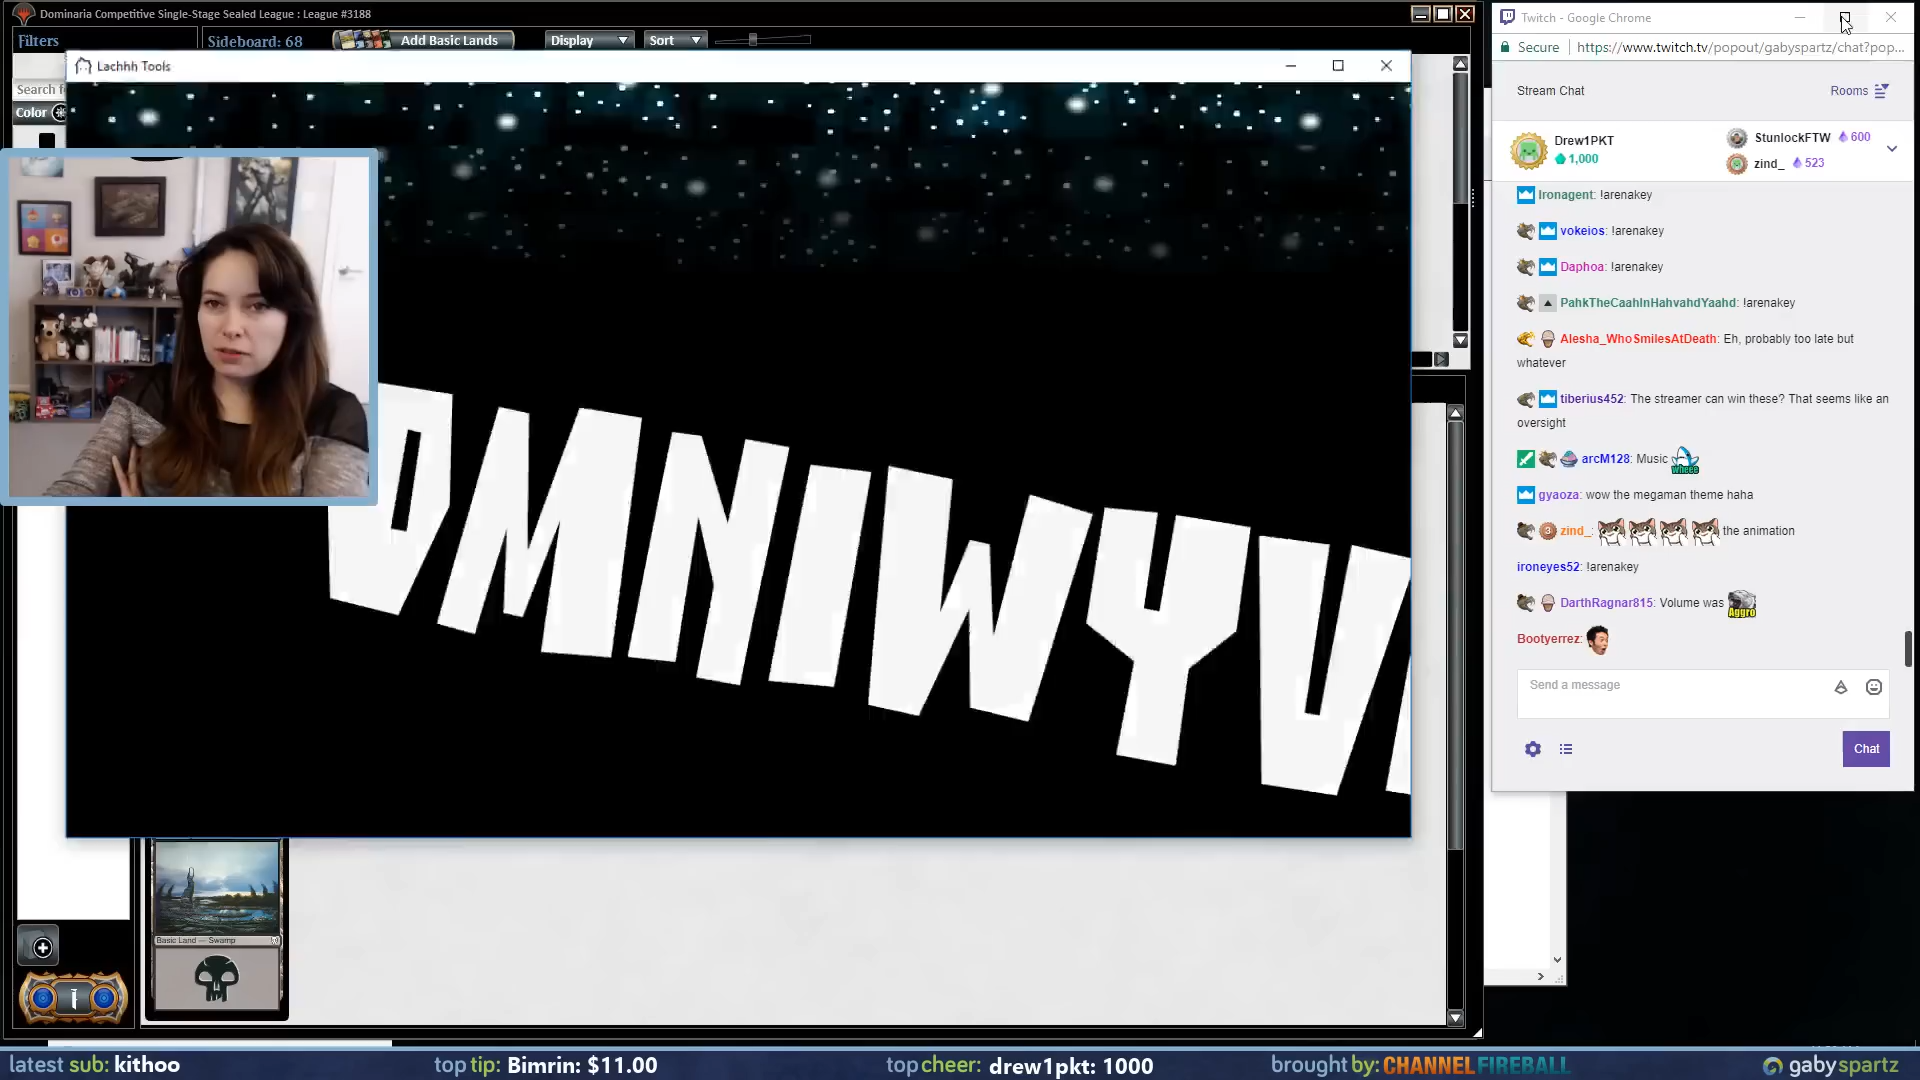 Dominaria Competitive Single-Stage Sealed League : League #3188
Filters
Sideboard: 68
Add Basic Lands
Display
Sort
Lachhh Tools
Search f
Color
OMNIWYV
Basic Land — Swamp
Twitch - Google Chrome
Secure
https://www.twitch.tv/popout/gabyspartz/chat?pop...
Stream Chat
Rooms
Drew1PKT
1,000
StunlockFTW 600
zind_ 523
Ironagent: !arenakey
vokeios: !arenakey
Daphoa: !arenakey
PahkTheCaahInHahvahdYaahd: !arenakey
Alesha_WhoSmilesAtDeath: Eh, probably too late but
whatever
tiberius452: The streamer can win these? That seems like an
oversight
arcM128: Music wheee
gyaoza: wow the megaman theme haha
zind_: the animation
ironeyes52: !arenakey
DarthRagnar815: Volume was Aggro
Bootyerrez:
Send a message
Chat
latest sub: kithoo
top tip: Bimrin: $11.00
top cheer: drew1pkt: 1000
brought by: CHANNELFIREBALL
gabyspartz